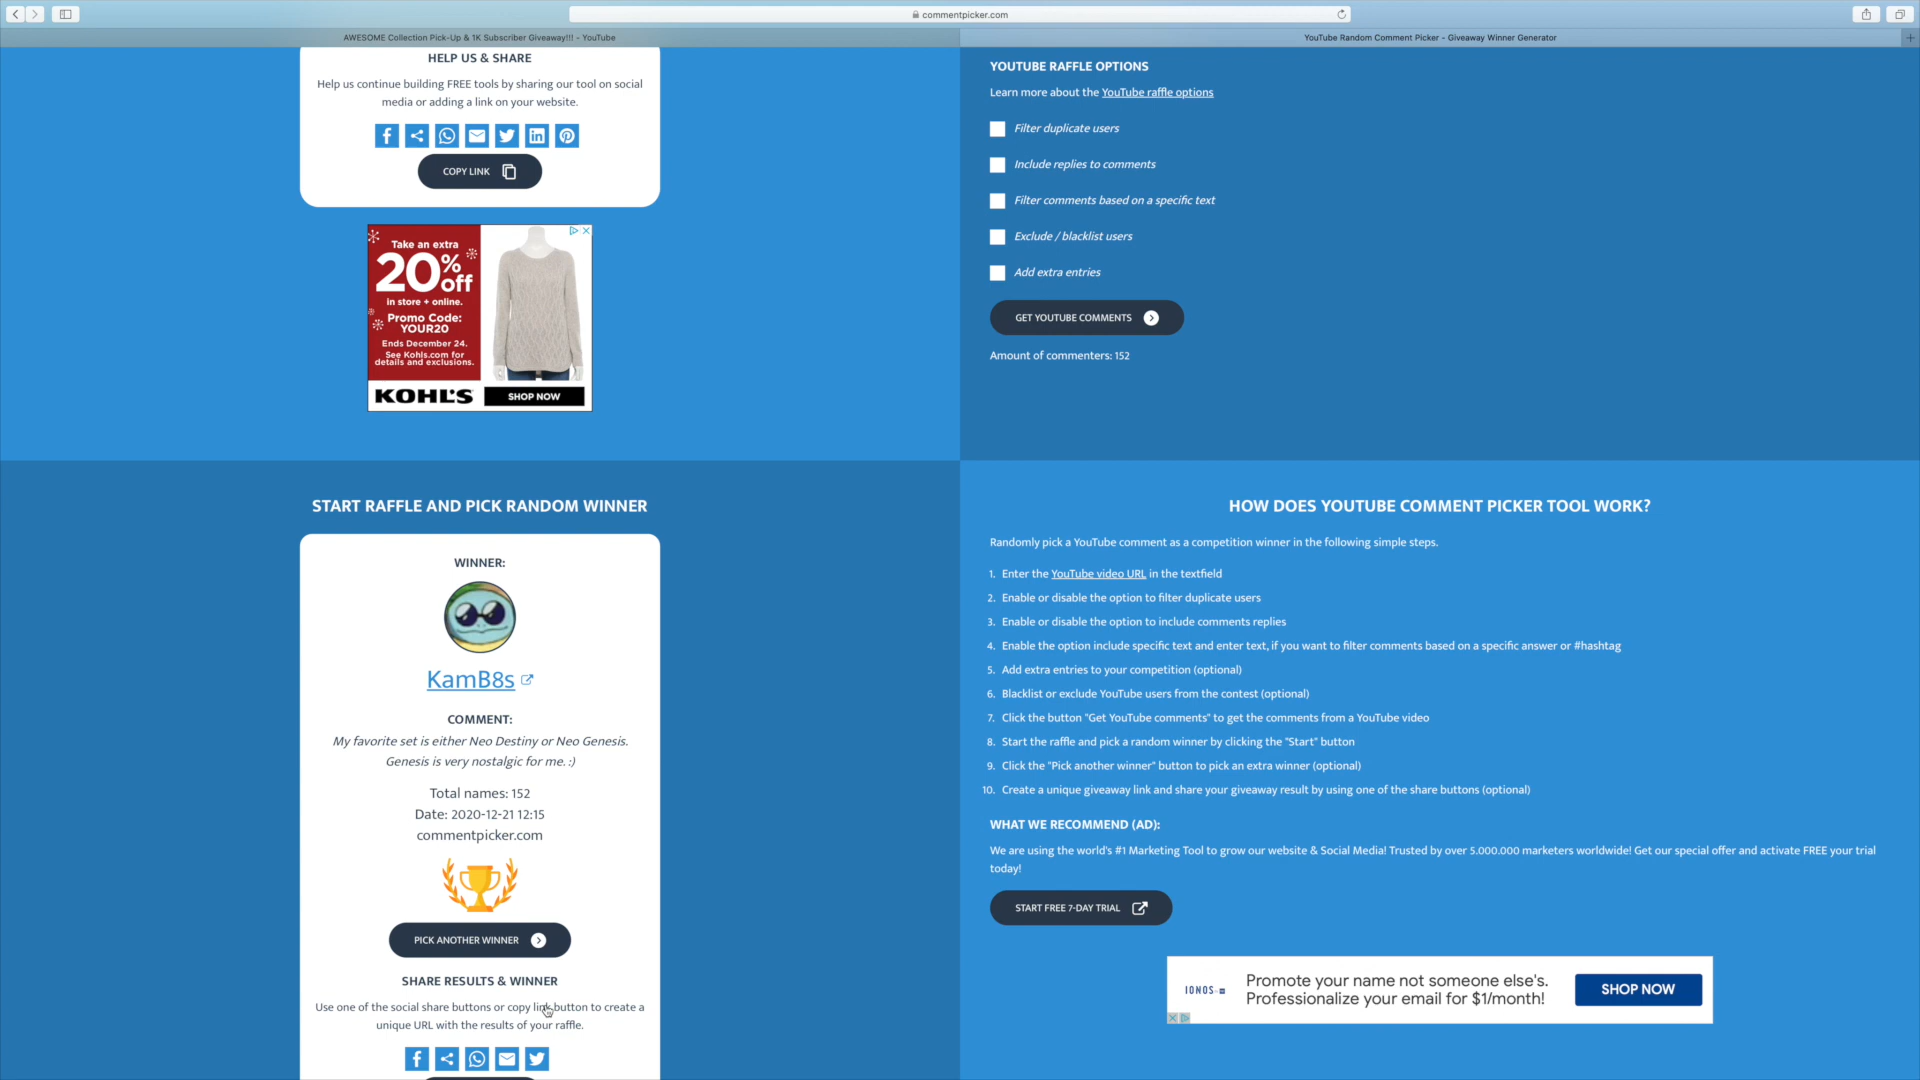 commentpicker.com
AWESOME Collection Pick-Up & 1K Subscriber Giveaway!!! - YouTube
YouTube Random Comment Picker - Giveaway Winner Generator
HELP US & SHARE
Help us continue building FREE tools by sharing our tool on social
media or adding a link on your website.
COPY LINK
Take an extra
20% off
in store + online.
Promo Code:
YOUR20
Ends December 24.
See Kohls.com for
details and exclusions.
KOHL'S
SHOP NOW
YOUTUBE RAFFLE OPTIONS
Learn more about the YouTube raffle options
Filter duplicate users
Include replies to comments
Filter comments based on a specific text
Exclude / blacklist users
Add extra entries
GET YOUTUBE COMMENTS
Amount of commenters: 152
START RAFFLE AND PICK RANDOM WINNER
WINNER:
KamB8s
COMMENT:
My favorite set is either Neo Destiny or Neo Genesis.
Genesis is very nostalgic for me. :)
Total names: 152
Date: 2020-12-21 12:15
commentpicker.com
PICK ANOTHER WINNER
SHARE RESULTS & WINNER
Use one of the social share buttons or copy link button to create a
unique URL with the results of your raffle.
HOW DOES YOUTUBE COMMENT PICKER TOOL WORK?
Randomly pick a YouTube comment as a competition winner in the following simple steps.
1. Enter the YouTube video URL in the textfield
2. Enable or disable the option to filter duplicate users
3. Enable or disable the option to include comments replies
4. Enable the option include specific text and enter text, if you want to filter comments based on a specific answer or #hashtag
5. Add extra entries to your competition (optional)
6. Blacklist or exclude YouTube users from the contest (optional)
7. Click the button "Get YouTube comments" to get the comments from a YouTube video
8. Start the raffle and pick a random winner by clicking the "Start" button
9. Click the "Pick another winner" button to pick an extra winner (optional)
10. Create a unique giveaway link and share your giveaway result by using one of the share buttons (optional)
WHAT WE RECOMMEND (AD):
We are using the world's #1 Marketing Tool to grow our website & Social Media! Trusted by over 5.000.000 marketers worldwide! Get our special offer and activate FREE your trial
today!
START FREE 7-DAY TRIAL
IONOS
Promote your name not someone else's.
Professionalize your email for $1/month!
SHOP NOW